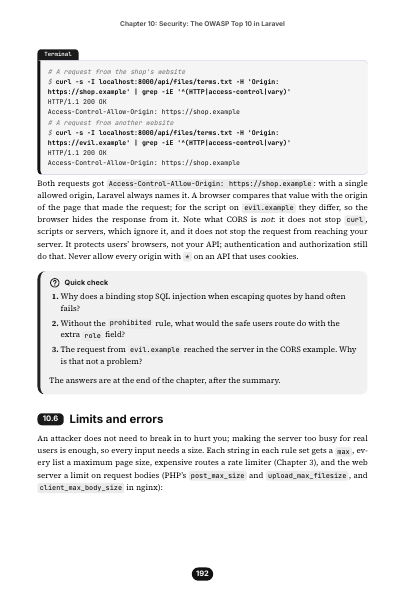 Chapter 10: Security: The OWASP Top 10 in Laravel
Terminal
# A request from the shop's website
$ curl -s -I localhost:8000/api/files/terms.txt -H 'Origin:
https://shop.example' | grep -iE '^(HTTP|access-control|vary)'
HTTP/1.1 200 OK
Access-Control-Allow-Origin: https://shop.example
# A request from another website
$ curl -s -I localhost:8000/api/files/terms.txt -H 'Origin:
https://evil.example' | grep -iE '^(HTTP|access-control|vary)'
HTTP/1.1 200 OK
Access-Control-Allow-Origin: https://shop.example
Both requests got Access-Control-Allow-Origin: https://shop.example: with a single
allowed origin, Laravel always names it. A browser compares that value with the origin
of the page that made the request; for the script on evil.example they differ, so the
browser hides the response from it. Note what CORS is not: it does not stop curl,
scripts or servers, which ignore it, and it does not stop the request from reaching your
server. It protects users' browsers, not your API; authentication and authorization still
do that. Never allow every origin with * on an API that uses cookies.
Quick check
1. Why does a binding stop SQL injection when escaping quotes by hand often
fails?
2. Without the prohibited rule, what would the safe users route do with the
extra role field?
3. The request from evil.example reached the server in the CORS example. Why
is that not a problem?
The answers are at the end of the chapter, after the summary.
10.6 Limits and errors
An attacker does not need to break in to hurt you; making the server too busy for real
users is enough, so every input needs a size. Each string in each rule set gets a max, ev-
ery list a maximum page size, expensive routes a rate limiter (Chapter 3), and the web
server a limit on request bodies (PHP's post_max_size and upload_max_filesize, and
client_max_body_size in nginx):
192